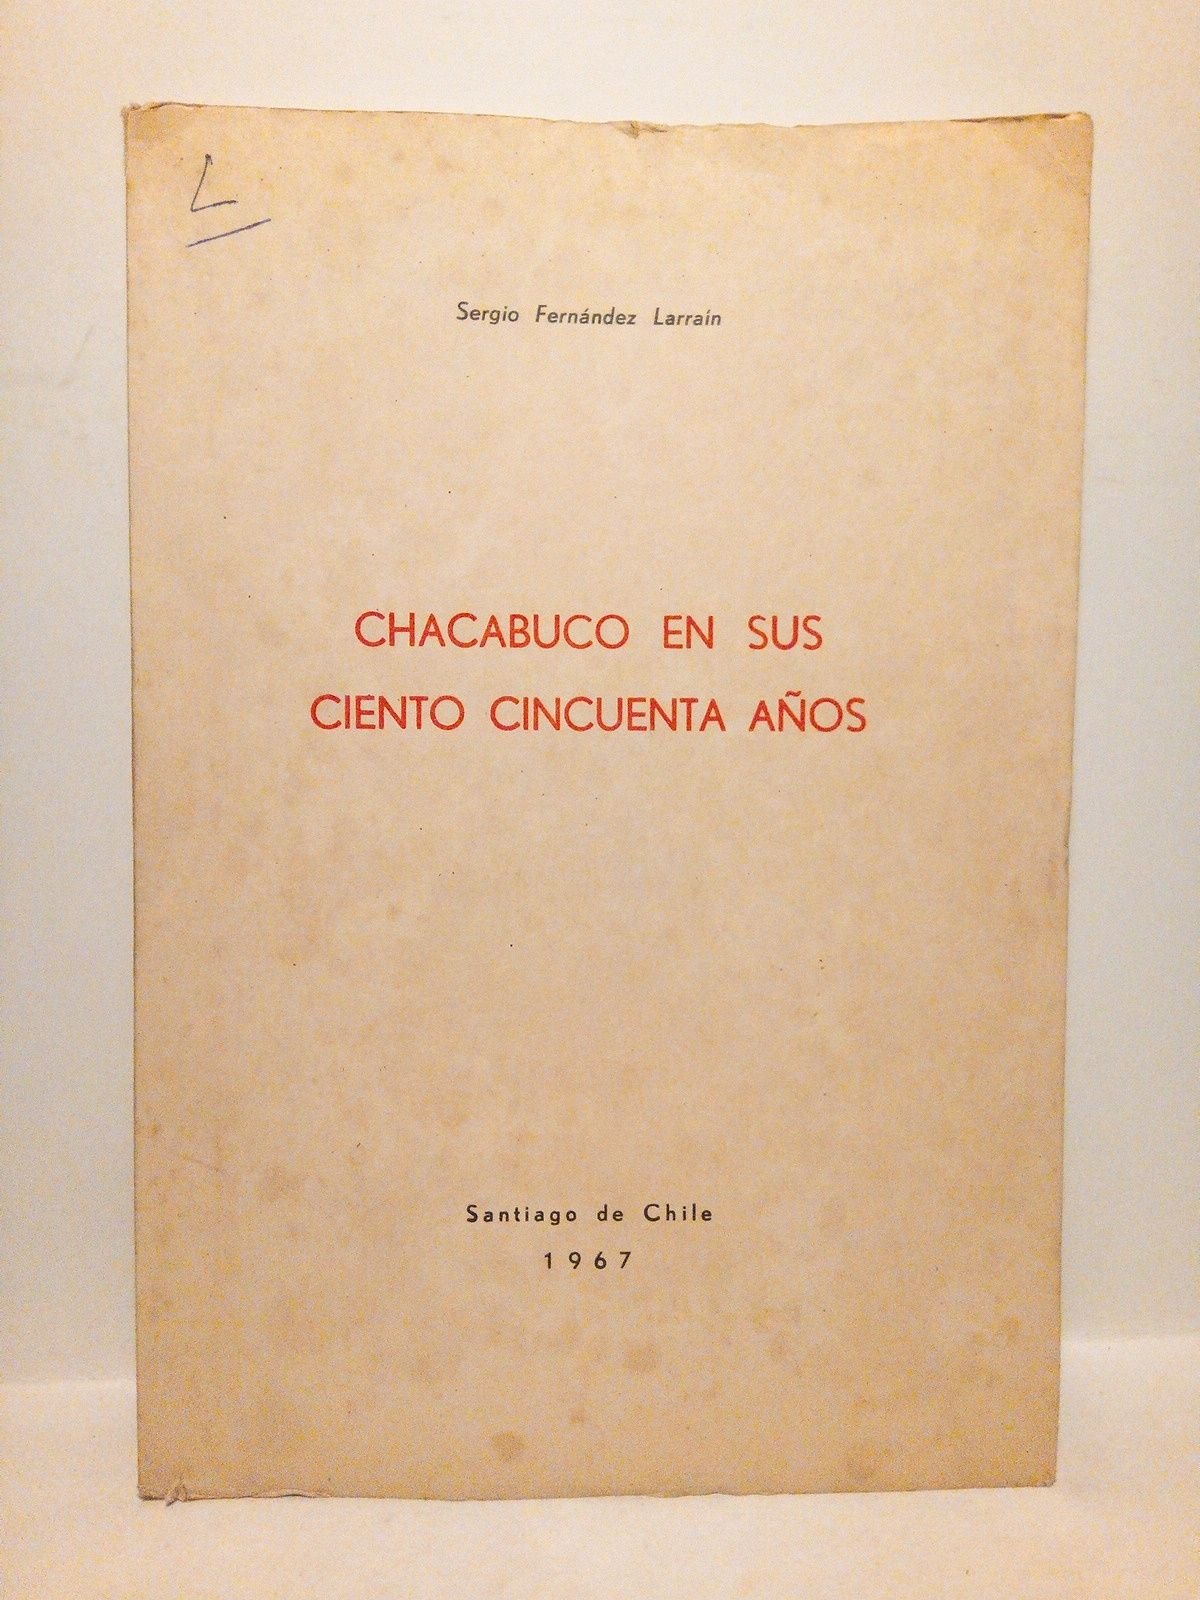 L
Sergio Fernández Larraín
CHACABUCO EN SUS
CIENTO CINCUENTA AÑOS
Santiago de Chile
1967